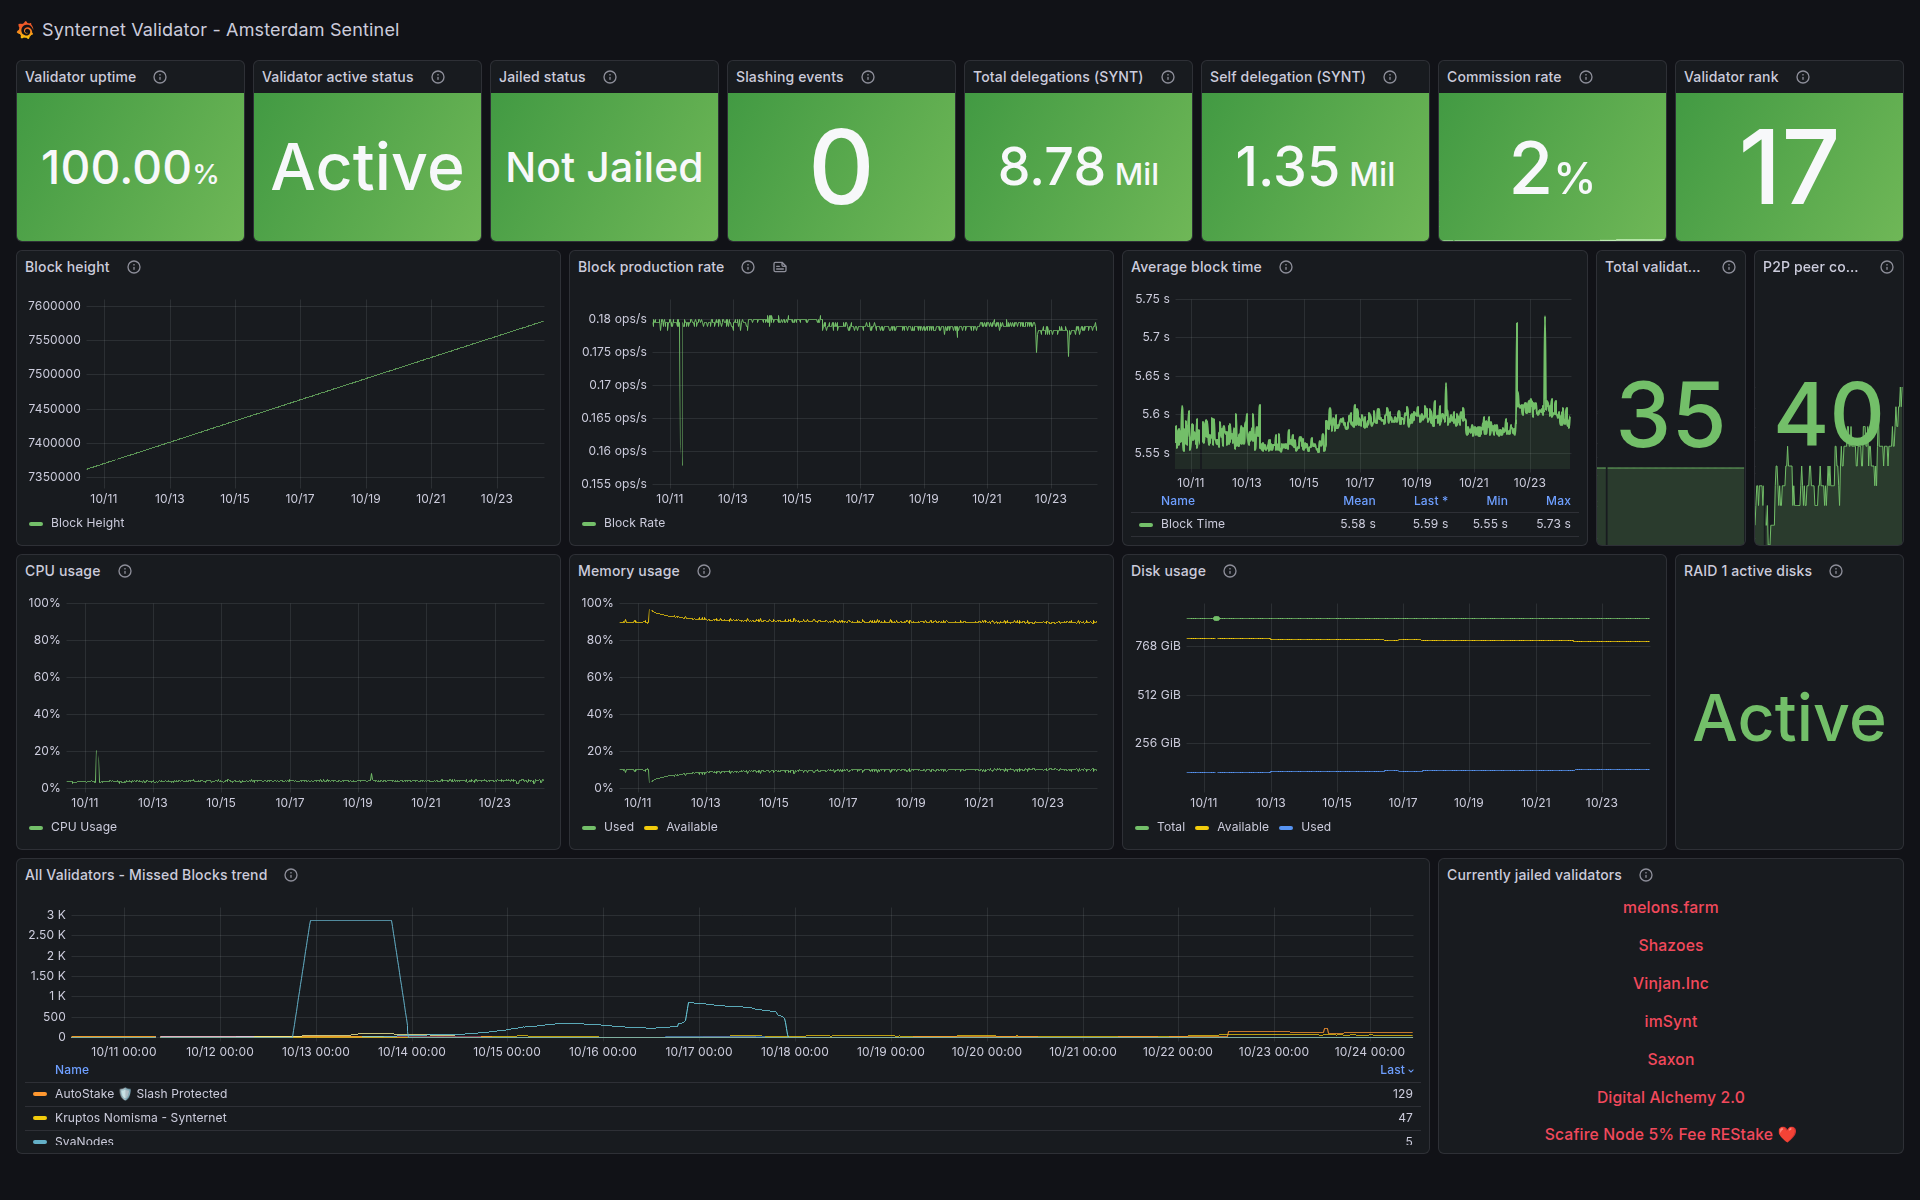 Synternet Validator - Amsterdam Sentinel
Validator uptime
100.00%
Validator active status
Active
Jailed status
Not Jailed
Slashing events
0
Total delegations (SYNT)
8.78 Mil
Self delegation (SYNT)
1.35 Mil
Commission rate
2%
Validator rank
17
Block height
7600000
7550000
7500000
7450000
7400000
7350000
10/11 10/13 10/15 10/17 10/19 10/21 10/23
Block Height
Block production rate
0.18 ops/s
0.175 ops/s
0.17 ops/s
0.165 ops/s
0.16 ops/s
0.155 ops/s
10/11 10/13 10/15 10/17 10/19 10/21 10/23
Block Rate
Average block time
5.75 s
5.7 s
5.65 s
5.6 s
5.55 s
10/11 10/13 10/15 10/17 10/19 10/21 10/23
Name Mean Last * Min Max
Block Time 5.58 s 5.59 s 5.55 s 5.73 s
Total validat...
35
P2P peer co...
40
CPU usage
100%
80%
60%
40%
20%
0%
10/11 10/13 10/15 10/17 10/19 10/21 10/23
CPU Usage
Memory usage
100%
80%
60%
40%
20%
0%
10/11 10/13 10/15 10/17 10/19 10/21 10/23
Used Available
Disk usage
768 GiB
512 GiB
256 GiB
10/11 10/13 10/15 10/17 10/19 10/21 10/23
Total Available Used
RAID 1 active disks
Active
All Validators - Missed Blocks trend
3 K
2.50 K
2 K
1.50 K
1 K
500
0
10/11 00:00 10/12 00:00 10/13 00:00 10/14 00:00 10/15 00:00 10/16 00:00 10/17 00:00 10/18 00:00 10/19 00:00 10/20 00:00 10/21 00:00 10/22 00:00 10/23 00:00 10/24 00:00
Name Last
AutoStake 🛡️ Slash Protected 129
Kruptos Nomisma - Synternet 47
SvaNodes 5
Currently jailed validators
melons.farm
Shazoes
Vinjan.Inc
imSynt
Saxon
Digital Alchemy 2.0
Scafire Node 5% Fee REStake ❤️